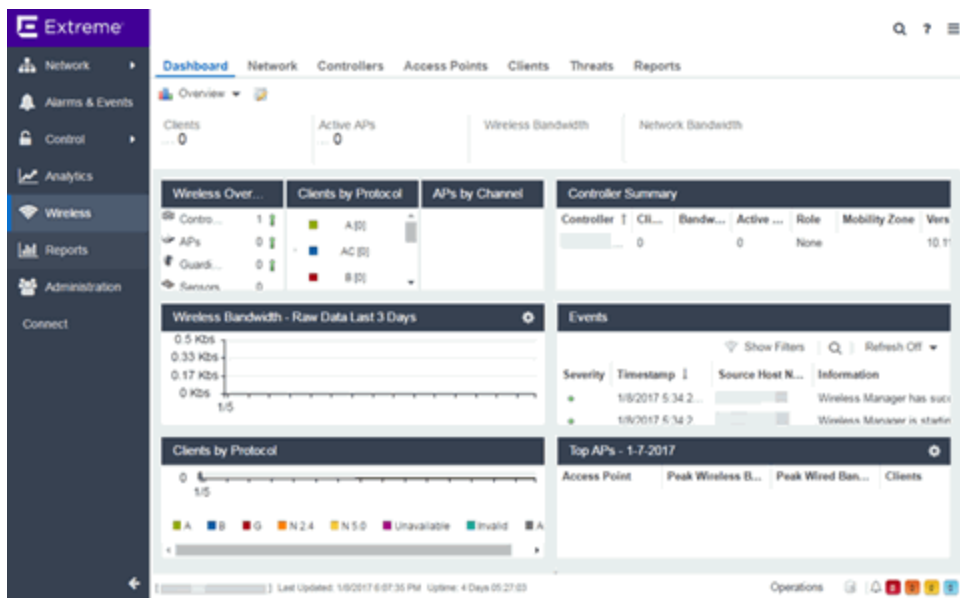 Extreme
Network
Alarms & Events
Control
Analytics
Wireless
Reports
Administration
Connect
Dashboard Network Controllers Access Points Clients Threats Reports
Overview
Clients Active APs Wireless Bandwidth Network Bandwidth
0 0
Wireless Over... Clients by Protocol APs by Channel
Contro... 1
APs 0
Guardi... 0
Sensors 0
A [0]
AC [0]
B [0]
Controller Summary
Controller Cli... Bandw... Active ... Role Mobility Zone Vers
... 0 0 None 10.1
Wireless Bandwidth - Raw Data Last 3 Days
0.5 Kbs
0.33 Kbs
0.17 Kbs
0 Kbs
1/5
Events
Show Filters Refresh Off
Severity Timestamp Source Host N... Information
1/8/2017 5:34:2... Wireless Manager has succ
1/8/2017 5:34:2 Wireless Manager is startin
Clients by Protocol
0
1/5
A B G N 2.4 N 5.0 Unavailable Invalid A
Top APs - 1-7-2017
Access Point Peak Wireless B... Peak Wired Ban... Clients
Last Updated: 1/8/2017 6:07:35 PM Uptime: 4 Days 05:27:03 Operations